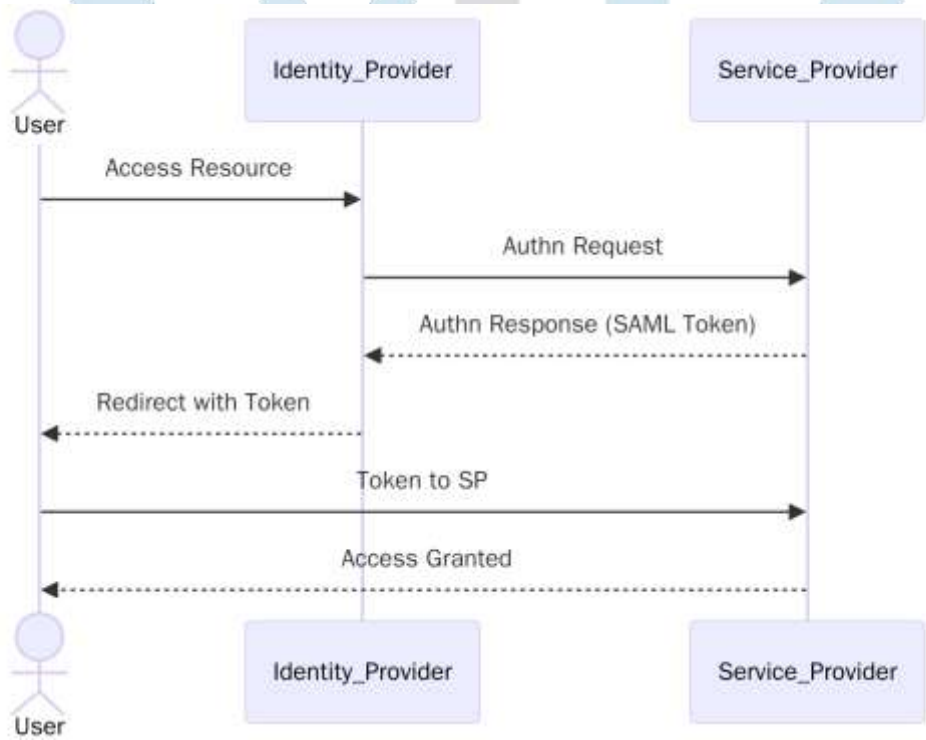 Identity_Provider
Service_Provider
User
Access Resource
Authn Request
Authn Response (SAML Token)
Redirect with Token
Token to SP
Access Granted
Identity_Provider
Service_Provider
User